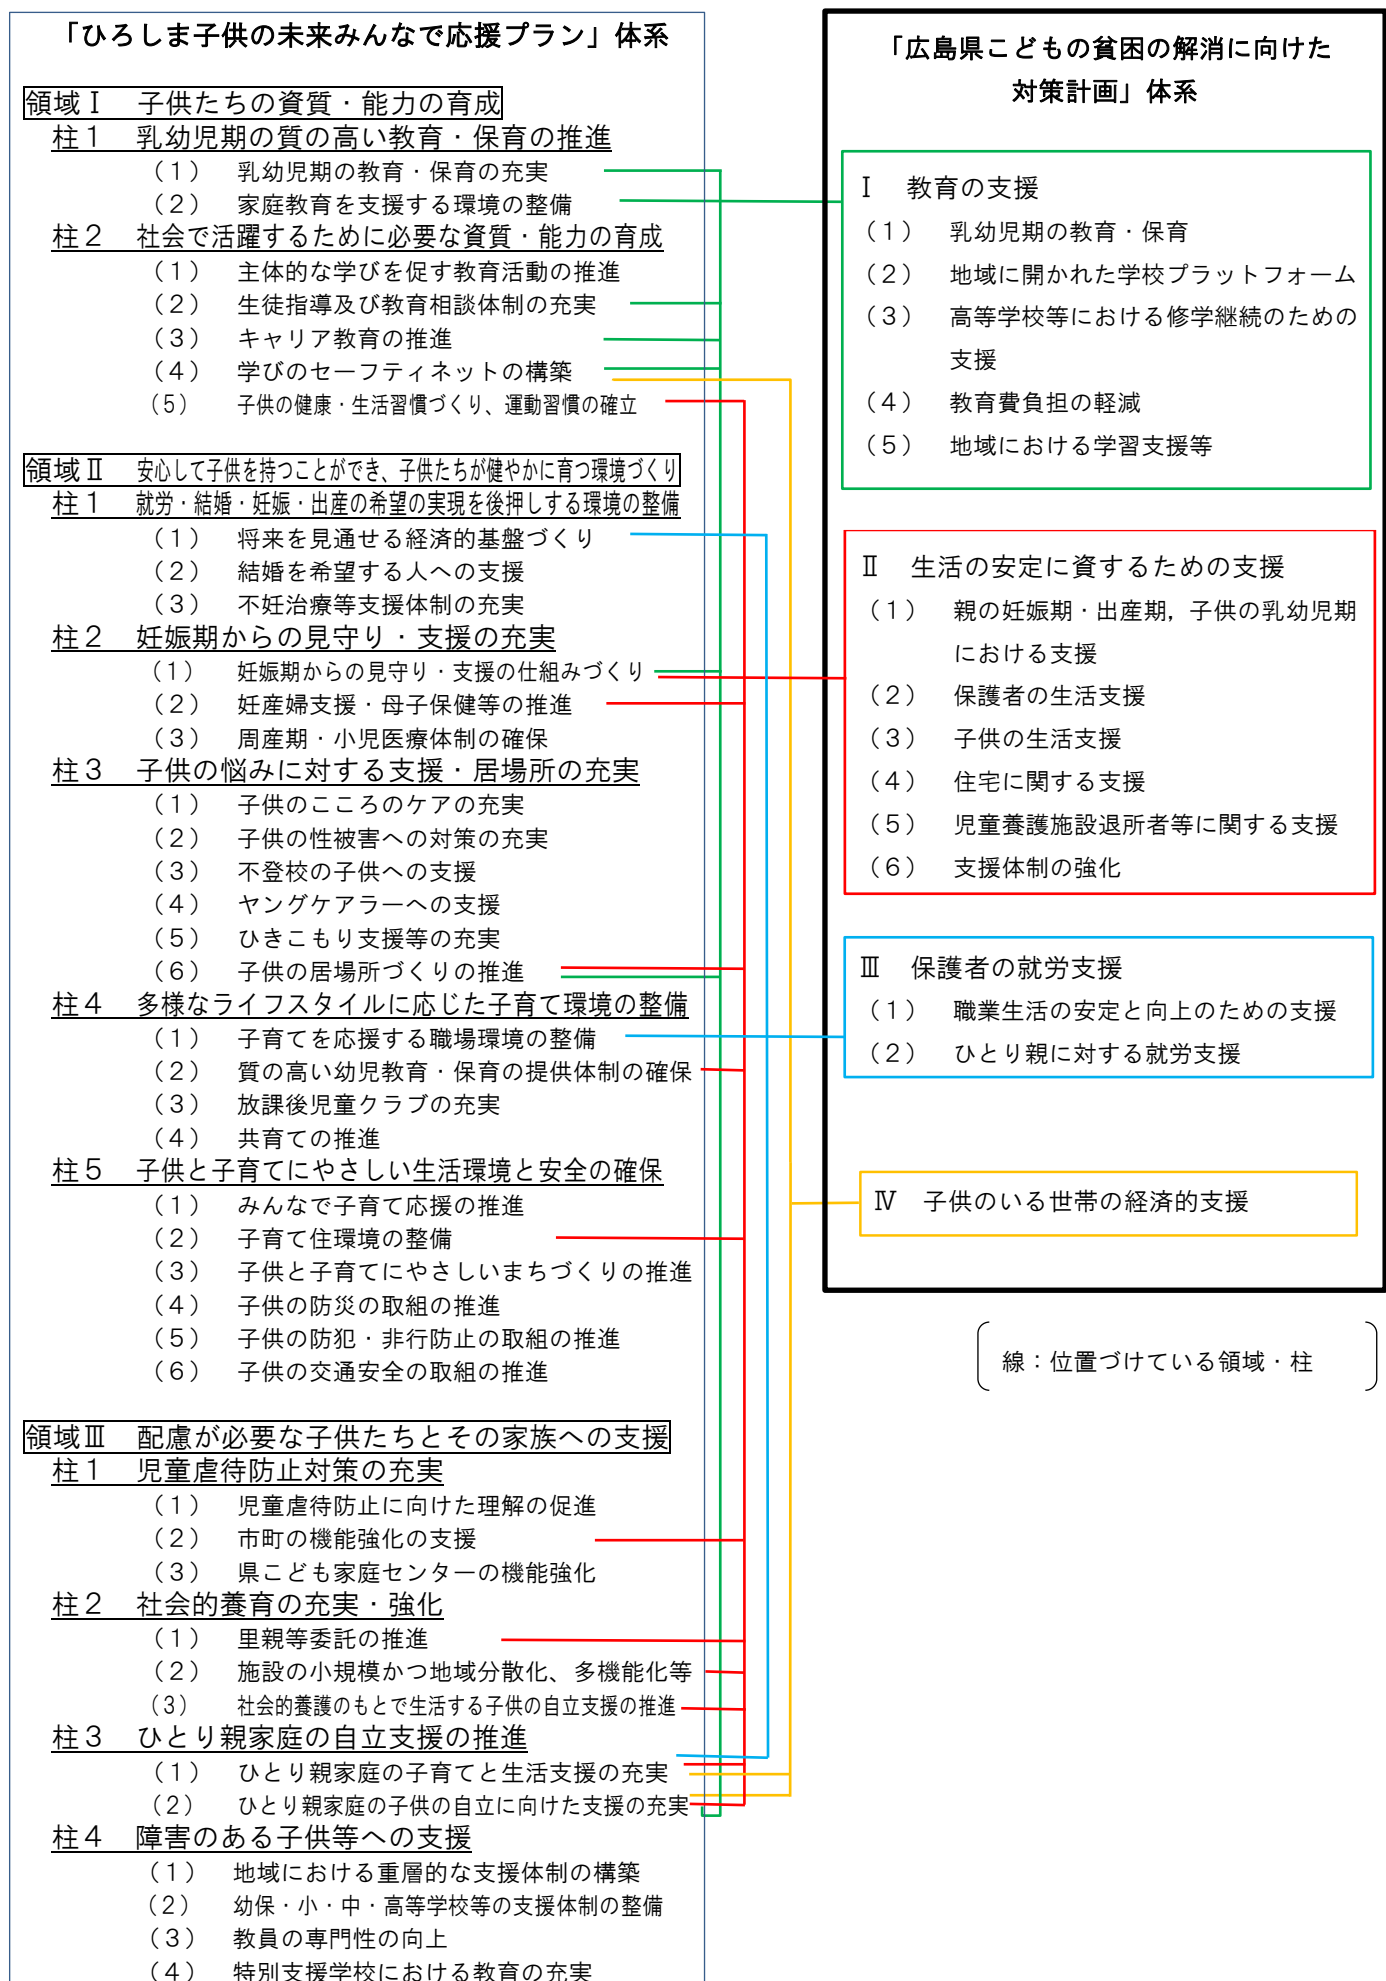 「ひろしま子供の未来みんなで応援プラン」体系
領域Ⅰ　子供たちの資質・能力の育成
柱１　乳幼児期の質の高い教育・保育の推進
（１）　乳幼児期の教育・保育の充実
（２）　家庭教育を支援する環境の整備
柱２　社会で活躍するために必要な資質・能力の育成
（１）　主体的な学びを促す教育活動の推進
（２）　生徒指導及び教育相談体制の充実
（３）　キャリア教育の推進
（４）　学びのセーフティネットの構築
（５）　子供の健康・生活習慣づくり、運動習慣の確立
領域Ⅱ　安心して子供を持つことができ、子供たちが健やかに育つ環境づくり
柱１　就労・結婚・妊娠・出産の希望の実現を後押しする環境の整備
（１）　将来を見通せる経済的基盤づくり
（２）　結婚を希望する人への支援
（３）　不妊治療等支援体制の充実
柱２　妊娠期からの見守り・支援の充実
（１）　妊娠期からの見守り・支援の仕組みづくり
（２）　妊産婦支援・母子保健等の推進
（３）　周産期・小児医療体制の確保
柱３　子供の悩みに対する支援・居場所の充実
（１）　子供のこころのケアの充実
（２）　子供の性被害への対策の充実
（３）　不登校の子供への支援
（４）　ヤングケアラーへの支援
（５）　ひきこもり支援等の充実
（６）　子供の居場所づくりの推進
柱４　多様なライフスタイルに応じた子育て環境の整備
（１）　子育てを応援する職場環境の整備
（２）　質の高い幼児教育・保育の提供体制の確保
（３）　放課後児童クラブの充実
（４）　共育ての推進
柱５　子供と子育てにやさしい生活環境と安全の確保
（１）　みんなで子育て応援の推進
（２）　子育て住環境の整備
（３）　子供と子育てにやさしいまちづくりの推進
（４）　子供の防災の取組の推進
（５）　子供の防犯・非行防止の取組の推進
（６）　子供の交通安全の取組の推進
領域Ⅲ　配慮が必要な子供たちとその家族への支援
柱１　児童虐待防止対策の充実
（１）　児童虐待防止に向けた理解の促進
（２）　市町の機能強化の支援
（３）　県こども家庭センターの機能強化
柱２　社会的養育の充実・強化
（１）　里親等委託の推進
（２）　施設の小規模かつ地域分散化、多機能化等
（３）　社会的養護のもとで生活する子供の自立支援の推進
柱３　ひとり親家庭の自立支援の推進
（１）　ひとり親家庭の子育てと生活支援の充実
（２）　ひとり親家庭の子供の自立に向けた支援の充実
柱４　障害のある子供等への支援
（１）　地域における重層的な支援体制の構築
（２）　幼保・小・中・高等学校等の支援体制の整備
（３）　教員の専門性の向上
（４）　特別支援学校における教育の充実
「広島県こどもの貧困の解消に向けた
対策計画」体系
Ⅰ　教育の支援
（１）　乳幼児期の教育・保育
（２）　地域に開かれた学校プラットフォーム
（３）　高等学校等における修学継続のための
支援
（４）　教育費負担の軽減
（５）　地域における学習支援等
Ⅱ　生活の安定に資するための支援
（１）　親の妊娠期・出産期，子供の乳幼児期
における支援
（２）　保護者の生活支援
（３）　子供の生活支援
（４）　住宅に関する支援
（５）　児童養護施設退所者等に関する支援
（６）　支援体制の強化
Ⅲ　保護者の就労支援
（１）　職業生活の安定と向上のための支援
（２）　ひとり親に対する就労支援
Ⅳ　子供のいる世帯の経済的支援
線：位置づけている領域・柱